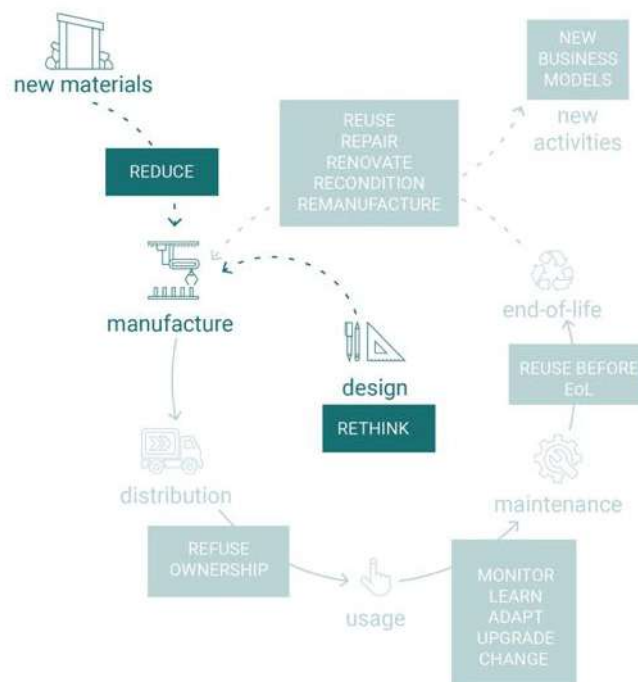 new materials
REDUCE
manufacture
design
RETHINK
distribution
REFUSE
OWNERSHIP
usage
MONITOR
LEARN
ADAPT
UPGRADE
CHANGE
maintenance
REUSE BEFORE
EoL
end-of-life
REUSE
REPAIR
RENOVATE
RECONDITION
REMANUFACTURE
NEW
BUSINESS
MODELS
new
activities